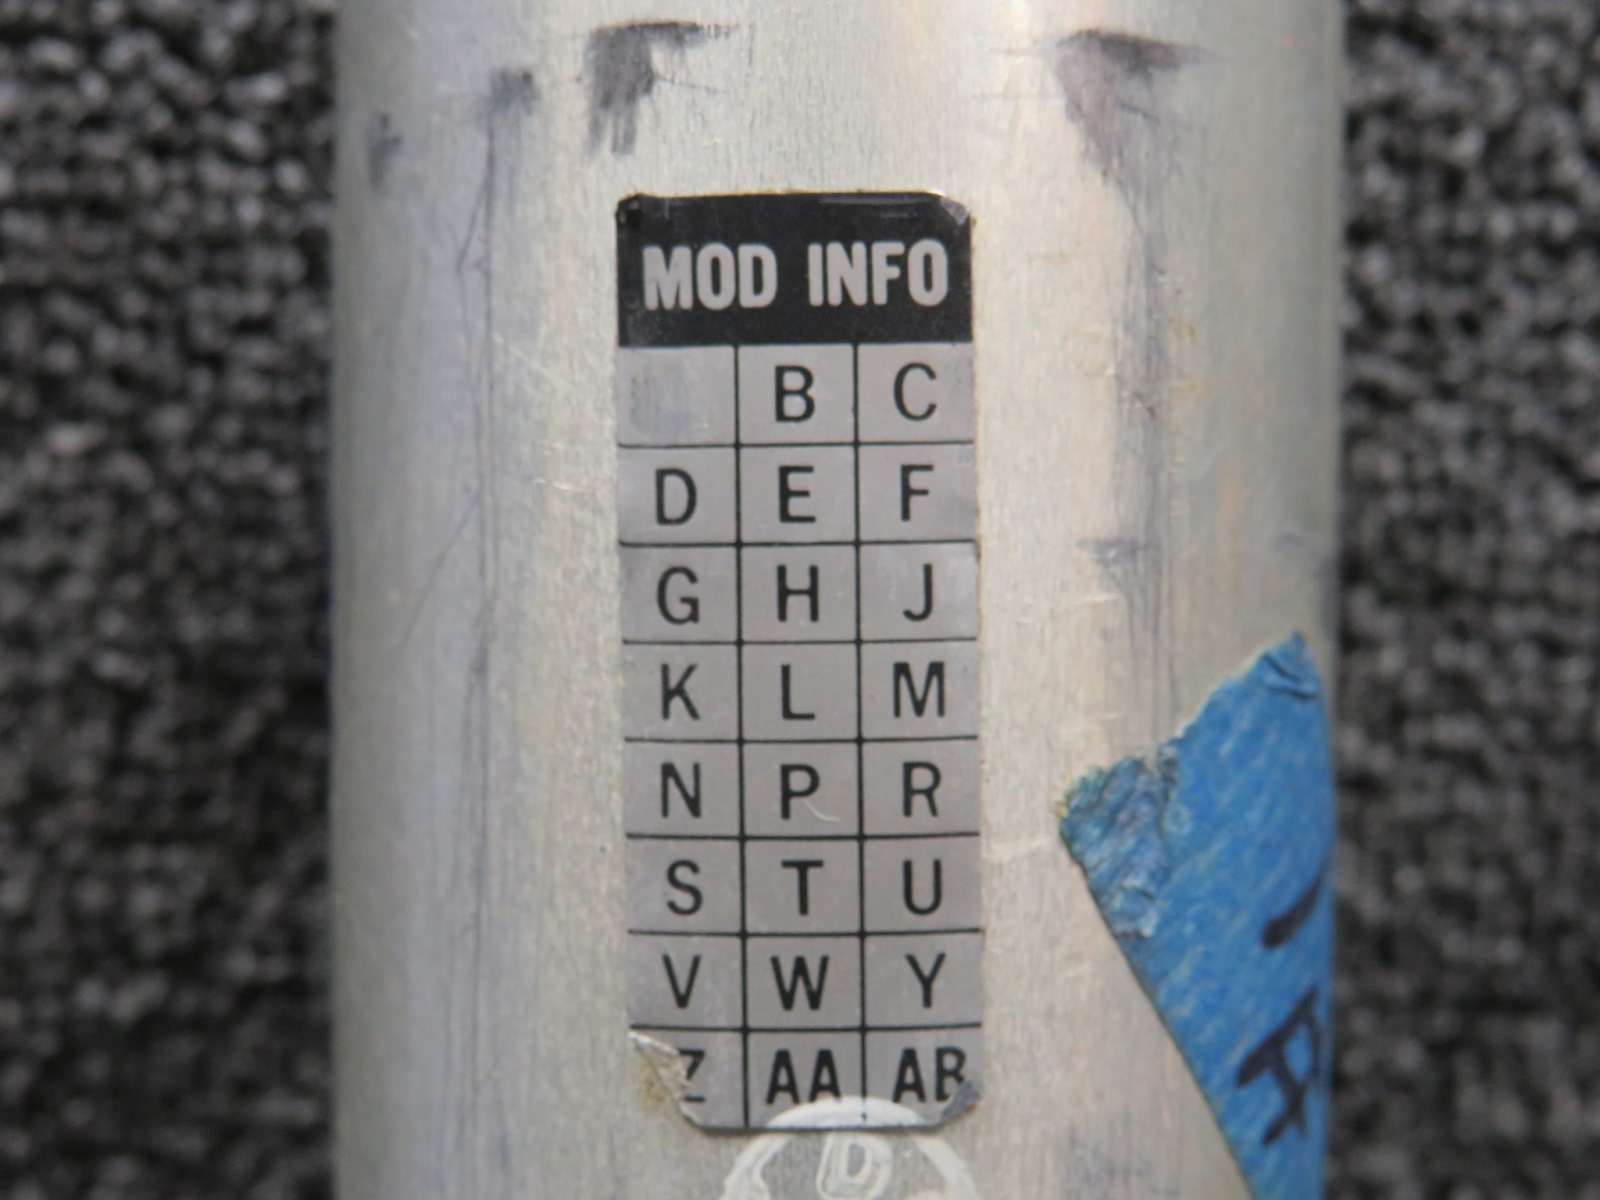 MOD INFO
B C
D E F
G H J
K L M
N P R
S T U
V W Y
Z AA AB
D